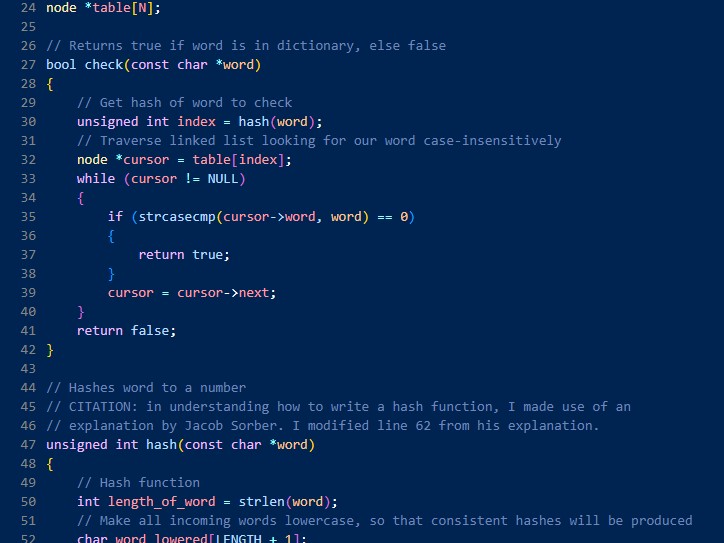 24 node *table[N];
25
26 // Returns true if word is in dictionary, else false
27 bool check(const char *word)
28 {
29     // Get hash of word to check
30     unsigned int index = hash(word);
31     // Traverse linked list looking for our word case-insensitively
32     node *cursor = table[index];
33     while (cursor != NULL)
34     {
35         if (strcasecmp(cursor->word, word) == 0)
36         {
37             return true;
38         }
39         cursor = cursor->next;
40     }
41     return false;
42 }
43
44 // Hashes word to a number
45 // CITATION: in understanding how to write a hash function, I made use of an
46 // explanation by Jacob Sorber. I modified line 62 from his explanation.
47 unsigned int hash(const char *word)
48 {
49     // Hash function
50     int length_of_word = strlen(word);
51     // Make all incoming words lowercase, so that consistent hashes will be produced
52     char word_lowered[LENGTH + 1];